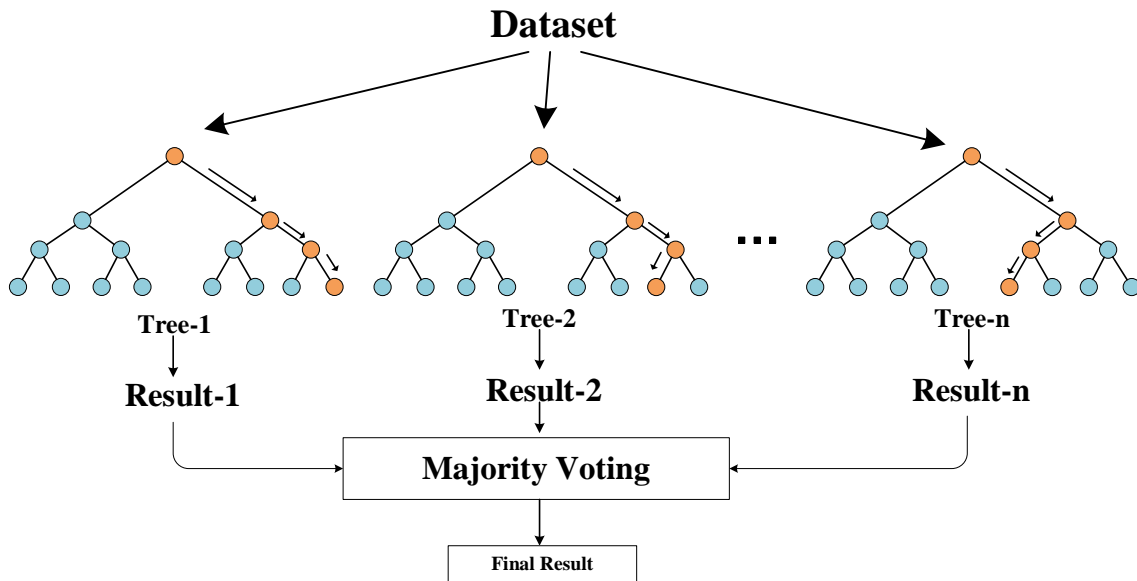 Dataset
...
Tree-1
Tree-2
Tree-n
Result-1
Result-2
Result-n
Majority Voting
Final Result